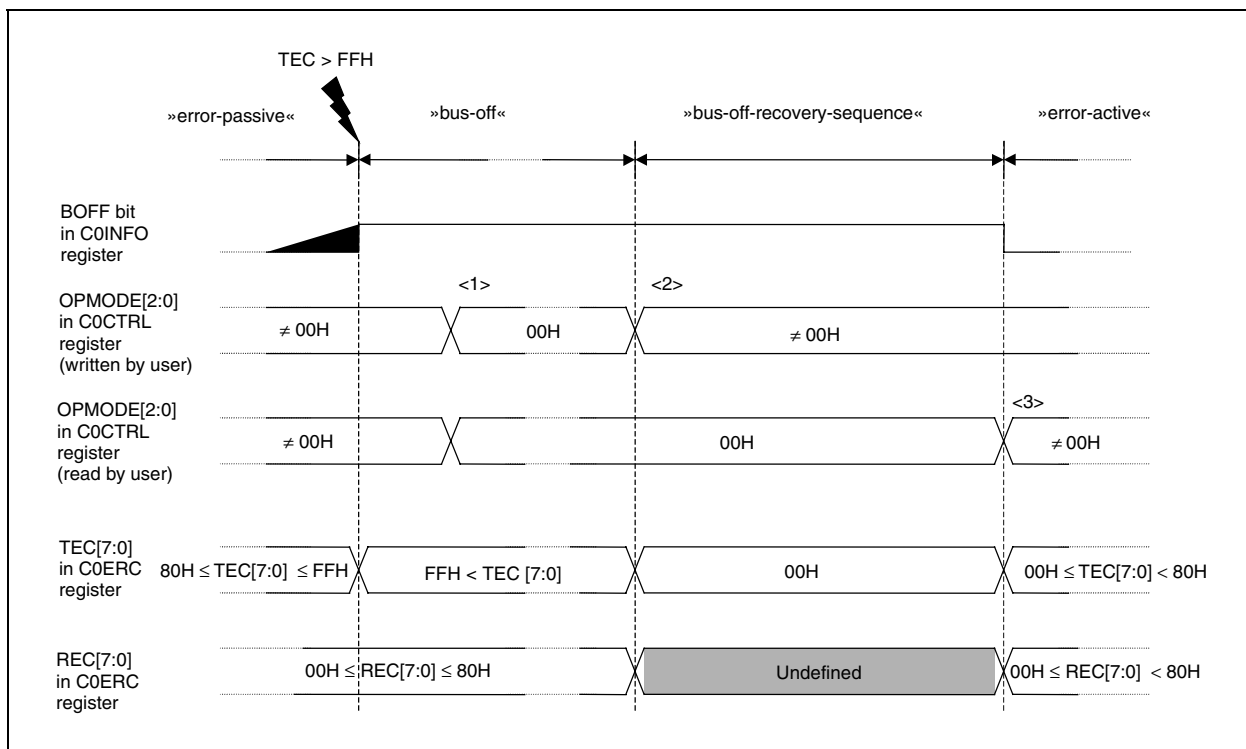 TEC > FFH
»error-passive«
»bus-off«
»bus-off-recovery-sequence«
»error-active«
BOFF bit
in C0INFO
register
OPMODE[2:0]
in C0CTRL
register
(written by user)
≠ 00H
<1>
00H
<2>
≠ 00H
OPMODE[2:0]
in C0CTRL
register
(read by user)
≠ 00H
00H
<3>
≠ 00H
TEC[7:0]
in C0ERC
register
80H ≤ TEC[7:0] ≤ FFH
FFH < TEC [7:0]
00H
00H ≤ TEC[7:0] < 80H
REC[7:0]
in C0ERC
register
00H ≤ REC[7:0] ≤ 80H
Undefined
00H ≤ REC[7:0] < 80H